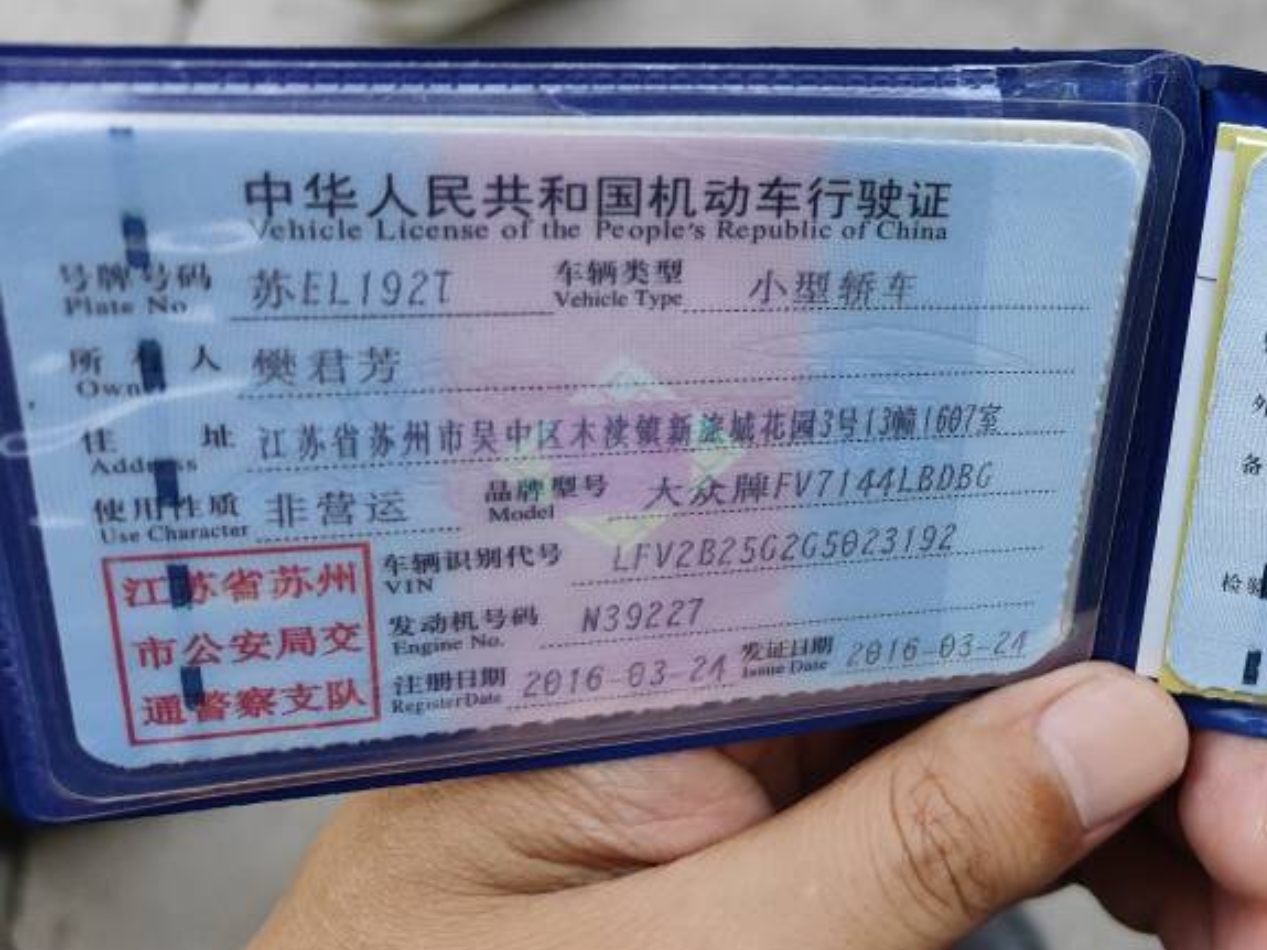 中华人民共和国机动车行驶证
Vehicle License of the People's Republic of China
号牌号码 苏EL192T 车辆类型 小型轿车
Plate No Vehicle Type
所有人 樊君芳
Owner
住址 江苏省苏州市吴中区木渎镇新旅城花园3号13幢1607室
Address
使用性质 非营运 品牌型号 大众牌FV7144LBDBG
Use Character Model
江苏省苏州
市公安局交
通警察支队
车辆识别代号 LFV2B25G2G5023192
VIN
发动机号码 N39227
Engine No.
注册日期 2016-03-24 发证日期 2016-03-24
Register Date Issue Date
外
备
检验